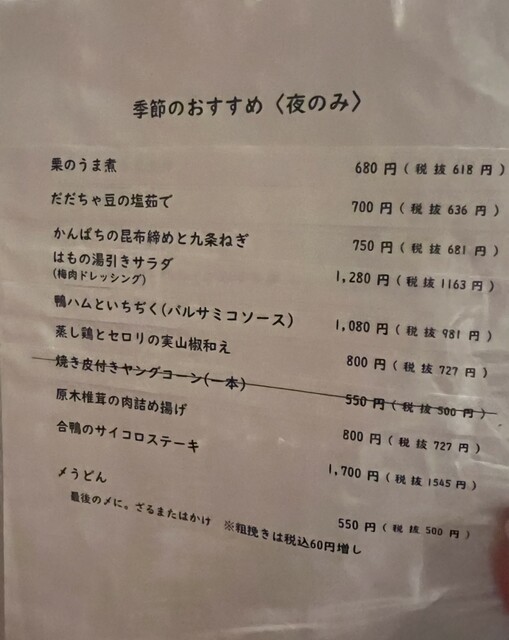 季節のおすすめ〈夜のみ〉
栗のうま煮 680円(税抜618円)
だだちゃ豆の塩茹で 700円(税抜636円)
かんぱちの昆布締めと九条ねぎ 750円(税抜681円)
はもの湯引きサラダ 1,280円(税抜1163円)
(梅肉ドレッシング)
鴨ハムといちぢく(バルサミコソース) 1,080円(税抜981円)
蒸し鶏とセロリの実山椒和え 800円(税抜727円)
焼き皮付きヤングコーン(一本) 550円(税抜500円)
原木椎茸の肉詰め揚げ 800円(税抜727円)
合鴨のサイコロステーキ 1,700円(税抜1545円)
〆うどん 550円(税抜500円)
最後の〆に。ざるまたはかけ ※粗挽きは税込60円増し